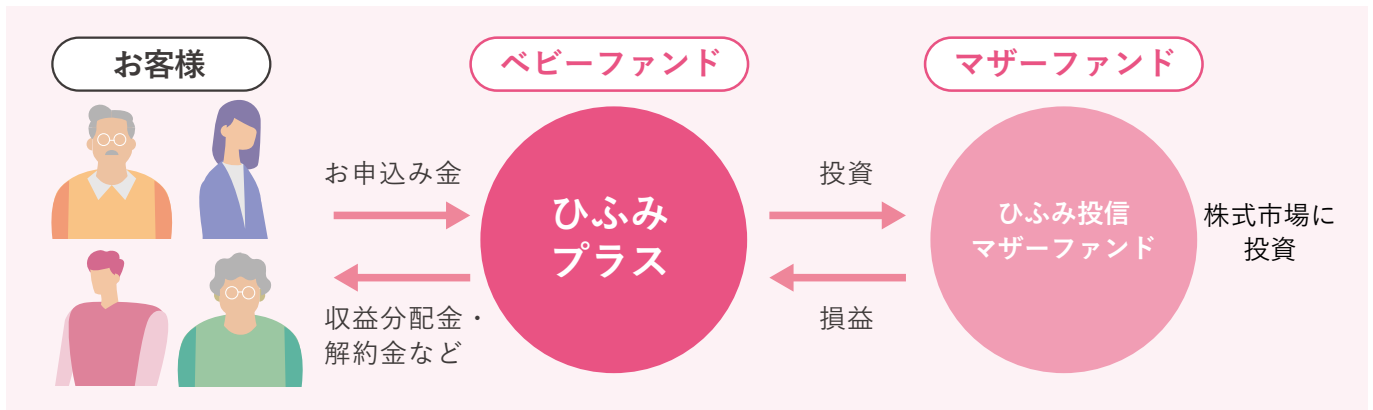 お客様
ベビーファンド
マザーファンド
お申込み金
ひふみ
プラス
収益分配金・
解約金など
投資
損益
ひふみ投信
マザーファンド
株式市場に
投資